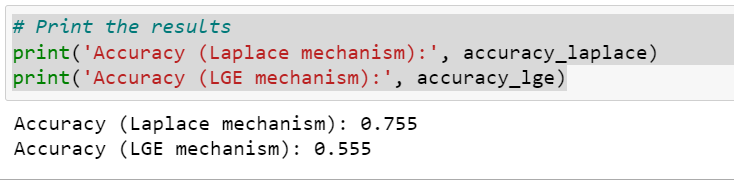 # Print the results
print('Accuracy (Laplace mechanism):', accuracy_laplace)
print('Accuracy (LGE mechanism):', accuracy_lge)
Accuracy (Laplace mechanism): 0.755
Accuracy (LGE mechanism): 0.555